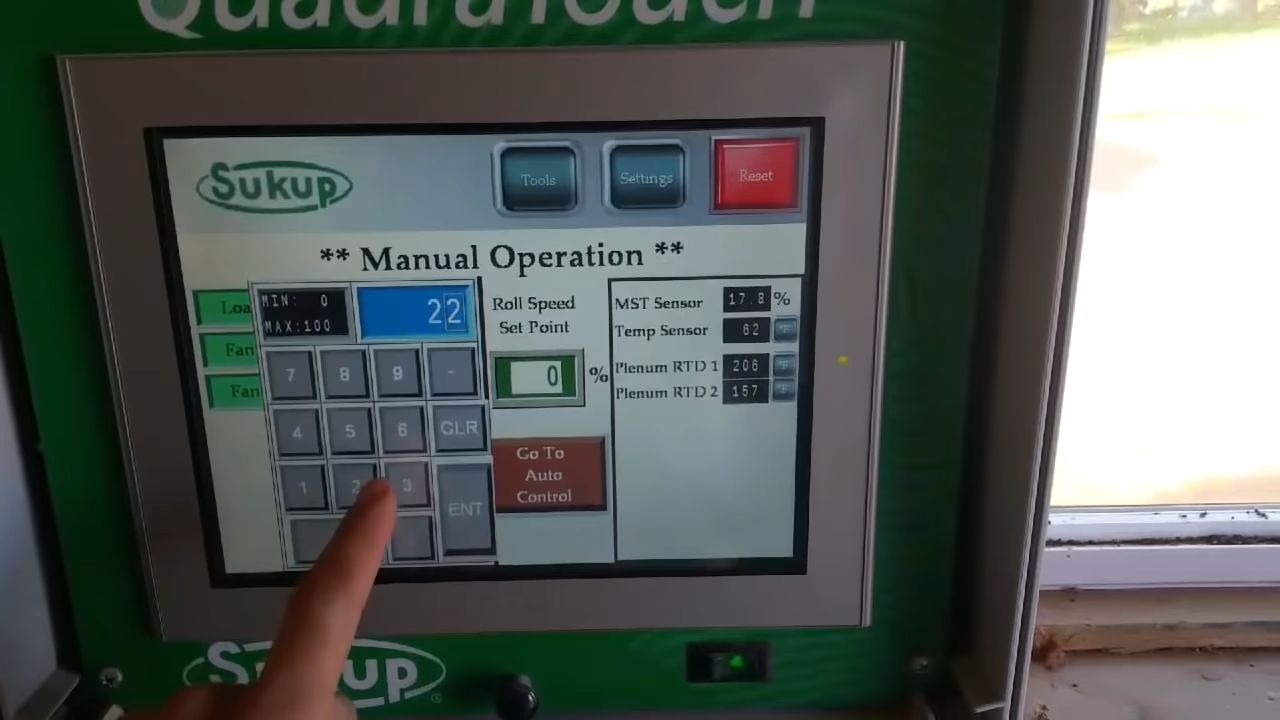 QuadraTouch
Sukup
Tools
Settings
Reset
** Manual Operation **
Loa
Fan
Fan
MIN: 0
MAX:100
22
7 8 9 -
4 5 6 CLR
1 2 3
ENT
Roll Speed
Set Point
0 %
Go To
Auto
Control
MST Sensor 17.8 %
Temp Sensor 62 °F
Plenum RTD 1 206 °F
Plenum RTD 2 157 °F
Sukup